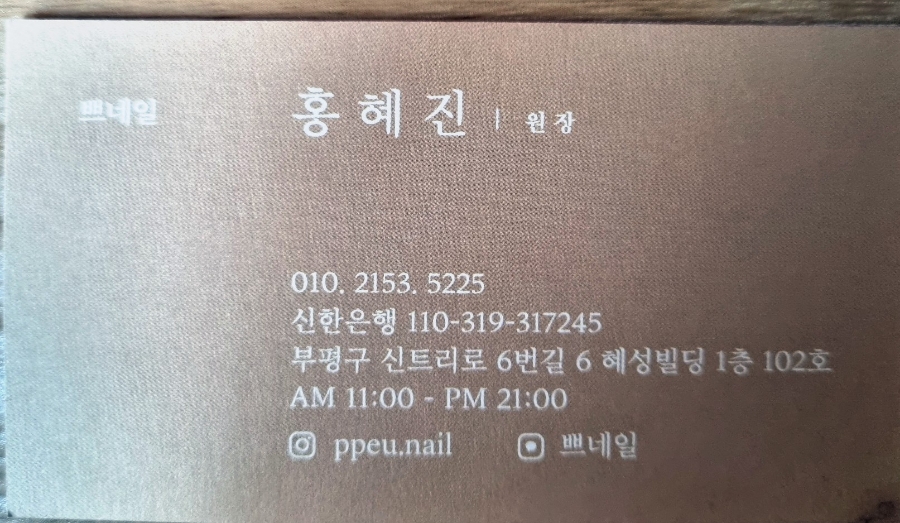 쁘네일
홍혜진 | 원장
010. 2153. 5225
신한은행 110-319-317245
부평구 신트리로 6번길 6 혜성빌딩 1층 102호
AM 11:00 - PM 21:00
ppeu.nail 쁘네일